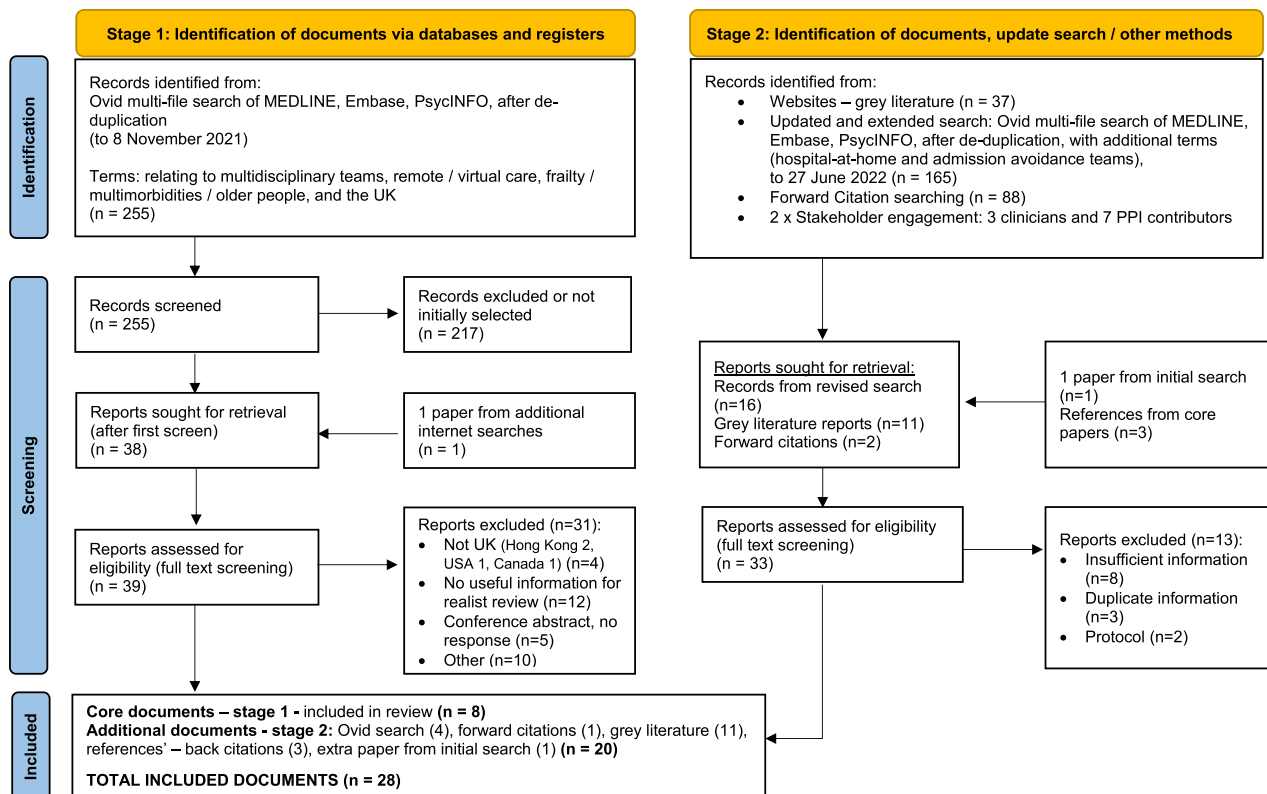 Stage 1: Identification of documents via databases and registers
Stage 2: Identification of documents, update search / other methods
Identification
Records identified from:
Ovid multi-file search of MEDLINE, Embase, PsycINFO, after de-
duplication
(to 8 November 2021)
Terms: relating to multidisciplinary teams, remote / virtual care, frailty /
multimorbidities / older people, and the UK
(n = 255)
Records identified from:
• Websites – grey literature (n = 37)
• Updated and extended search: Ovid multi-file search of MEDLINE,
Embase, PsycINFO, after de-duplication, with additional terms
(hospital-at-home and admission avoidance teams),
to 27 June 2022 (n = 165)
• Forward Citation searching (n = 88)
• 2 x Stakeholder engagement: 3 clinicians and 7 PPI contributors
Screening
Records screened
(n = 255)
Records excluded or not
initially selected
(n = 217)
Reports sought for retrieval
(after first screen)
(n = 38)
1 paper from additional
internet searches
(n = 1)
Reports assessed for
eligibility (full text screening)
(n = 39)
Reports excluded (n=31):
• Not UK (Hong Kong 2,
USA 1, Canada 1) (n=4)
• No useful information for
realist review (n=12)
• Conference abstract, no
response (n=5)
• Other (n=10)
Reports sought for retrieval:
Records from revised search
(n=16)
Grey literature reports (n=11)
Forward citations (n=2)
1 paper from initial search
(n=1)
References from core
papers (n=3)
Reports assessed for eligibility
(full text screening)
n = 33)
Reports excluded (n=13):
• Insufficient information
(n=8)
• Duplicate information
(n=3)
• Protocol (n=2)
Included
Core documents – stage 1 - included in review (n = 8)
Additional documents - stage 2: Ovid search (4), forward citations (1), grey literature (11),
references' – back citations (3), extra paper from initial search (1) (n = 20)
TOTAL INCLUDED DOCUMENTS (n = 28)